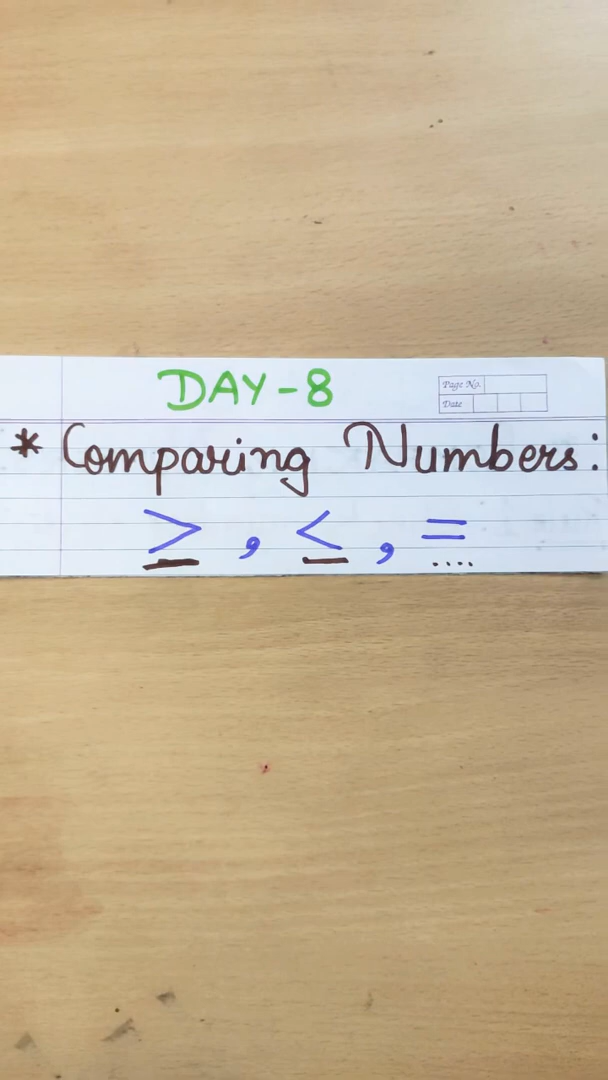 DAY-8
Page No.
Date
* Comparing Numbers:
> , < , =